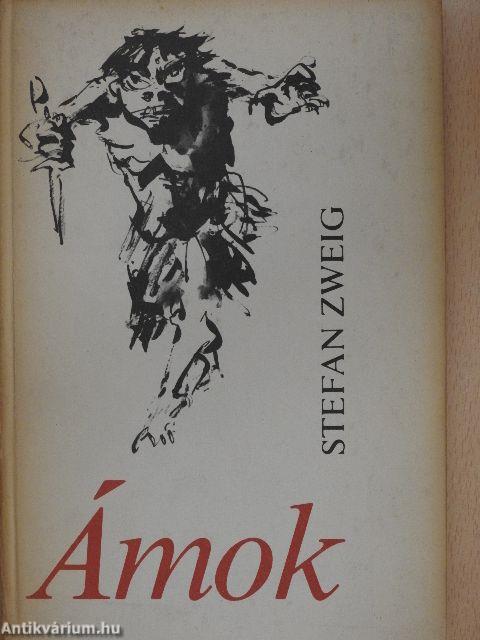 STEFAN ZWEIG
Ámok
Antikvárium.hu